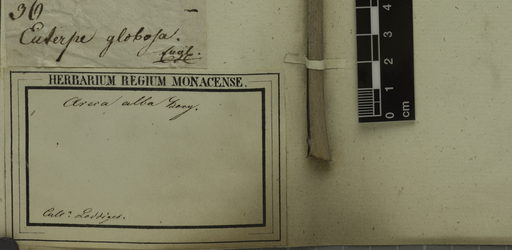 36 –
Euterpe globosa.
HERBARIUM REGIUM MONACENSE.
Areca alba Bory.
Cult. Loddiges.
0 1 2 3 4
cm